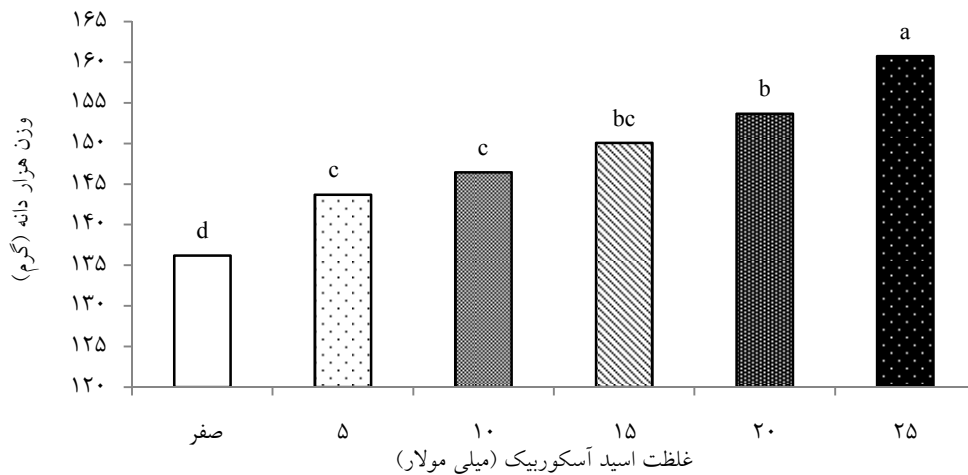 وزن هزار دانه (گرم)
۱۶۵
۱۶۰
۱۵۵
۱۵۰
۱۴۵
۱۴۰
۱۳۵
۱۳۰
۱۲۵
۱۲۰
d
c
c
bc
b
a
صفر ۵ ۱۰ ۱۵ ۲۰ ۲۵
غلظت اسید آسکوربیک (میلی مولار)